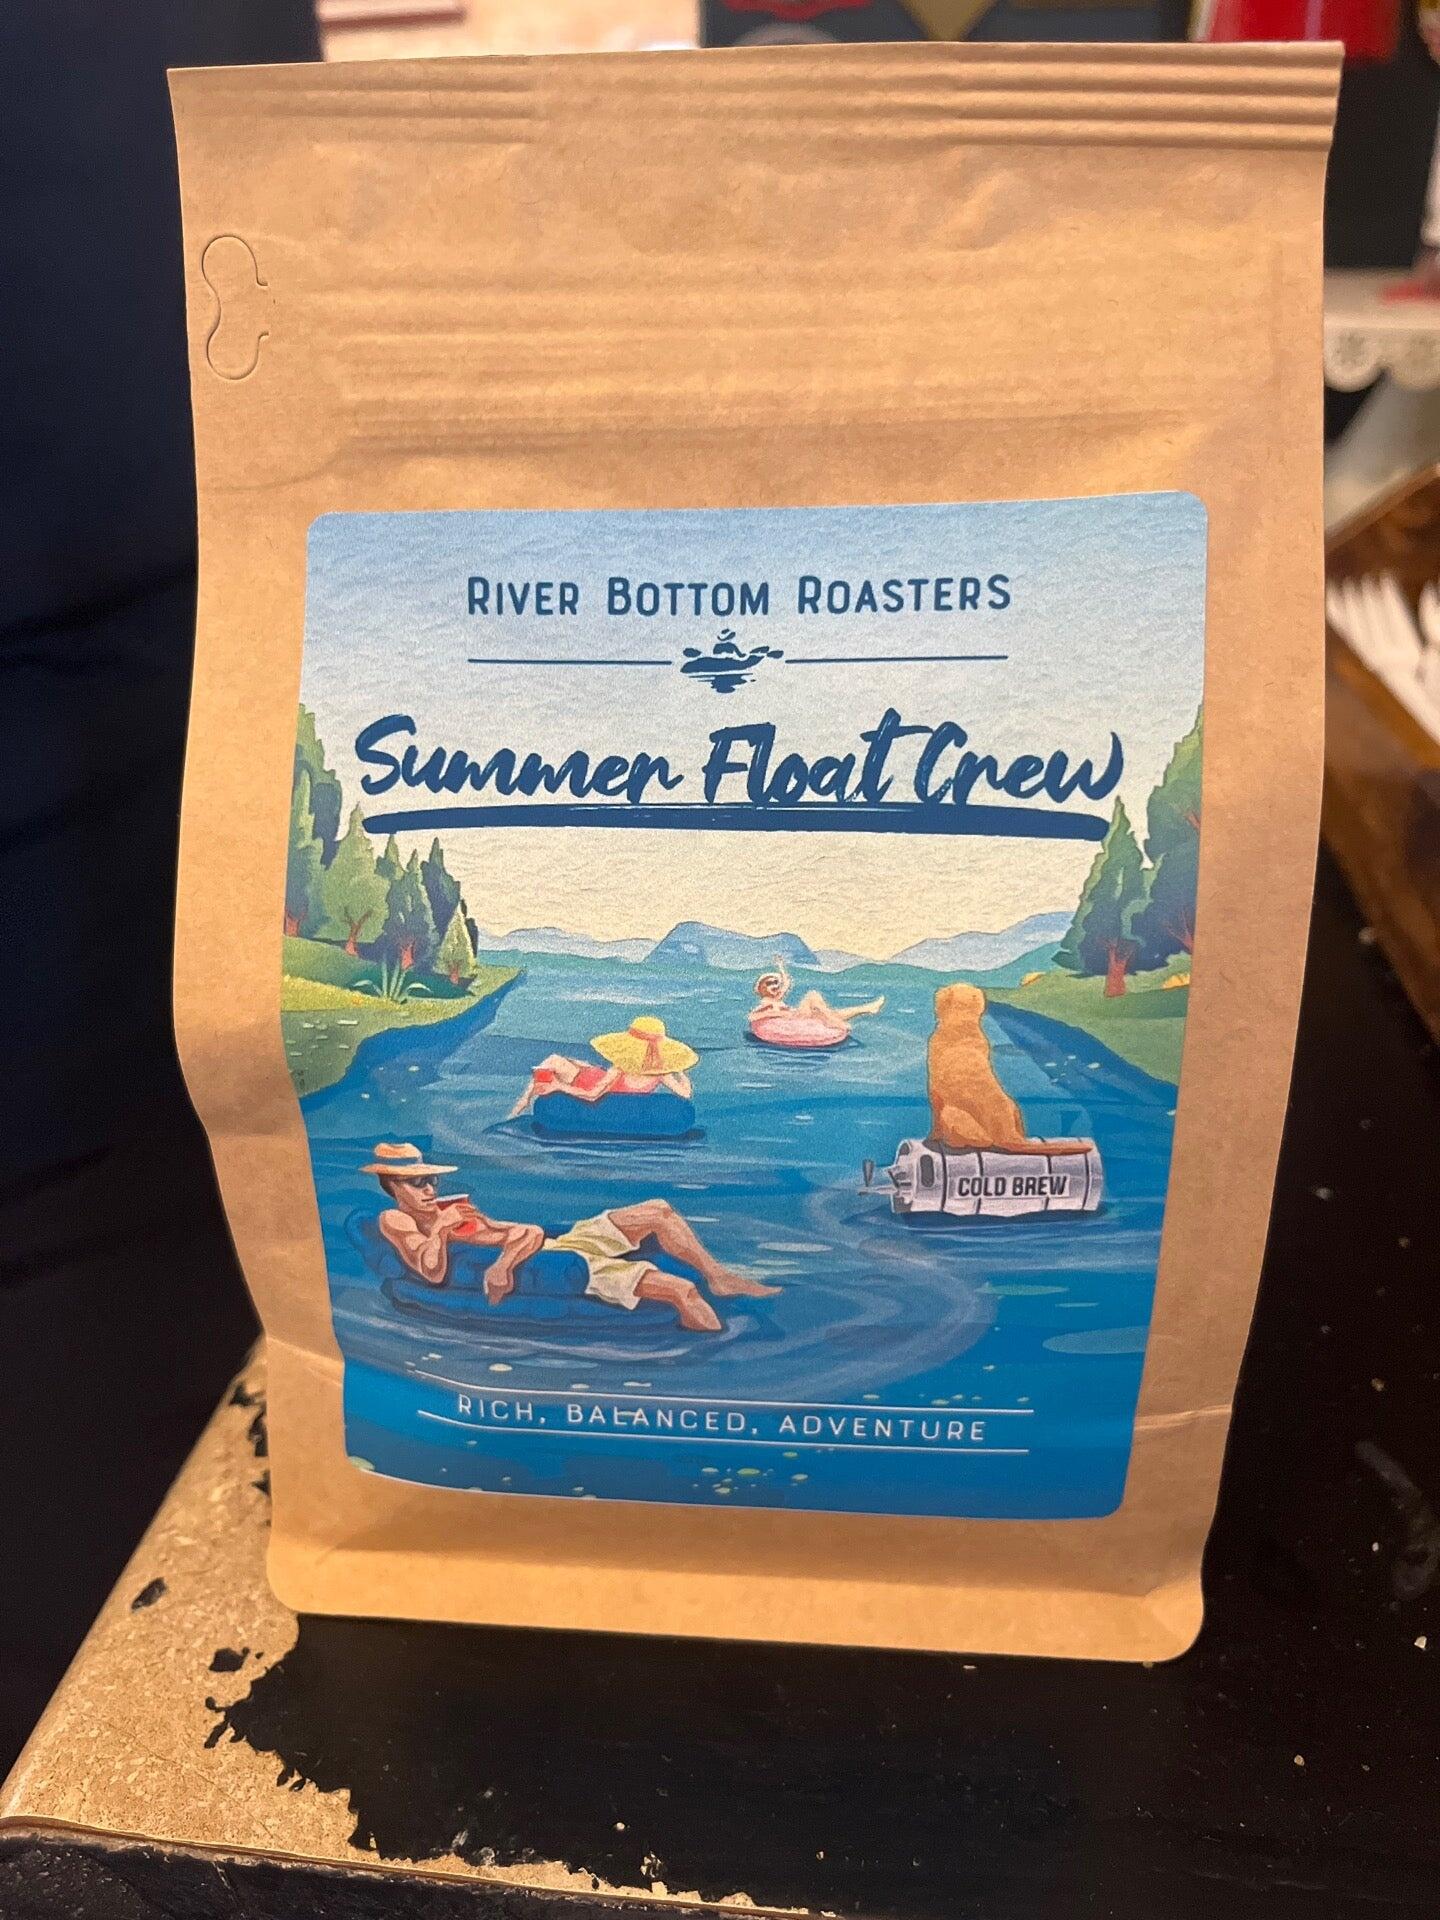 RIVER BOTTOM ROASTERS
Summer Float Crew
COLD BREW
RICH, BALANCED, ADVENTURE